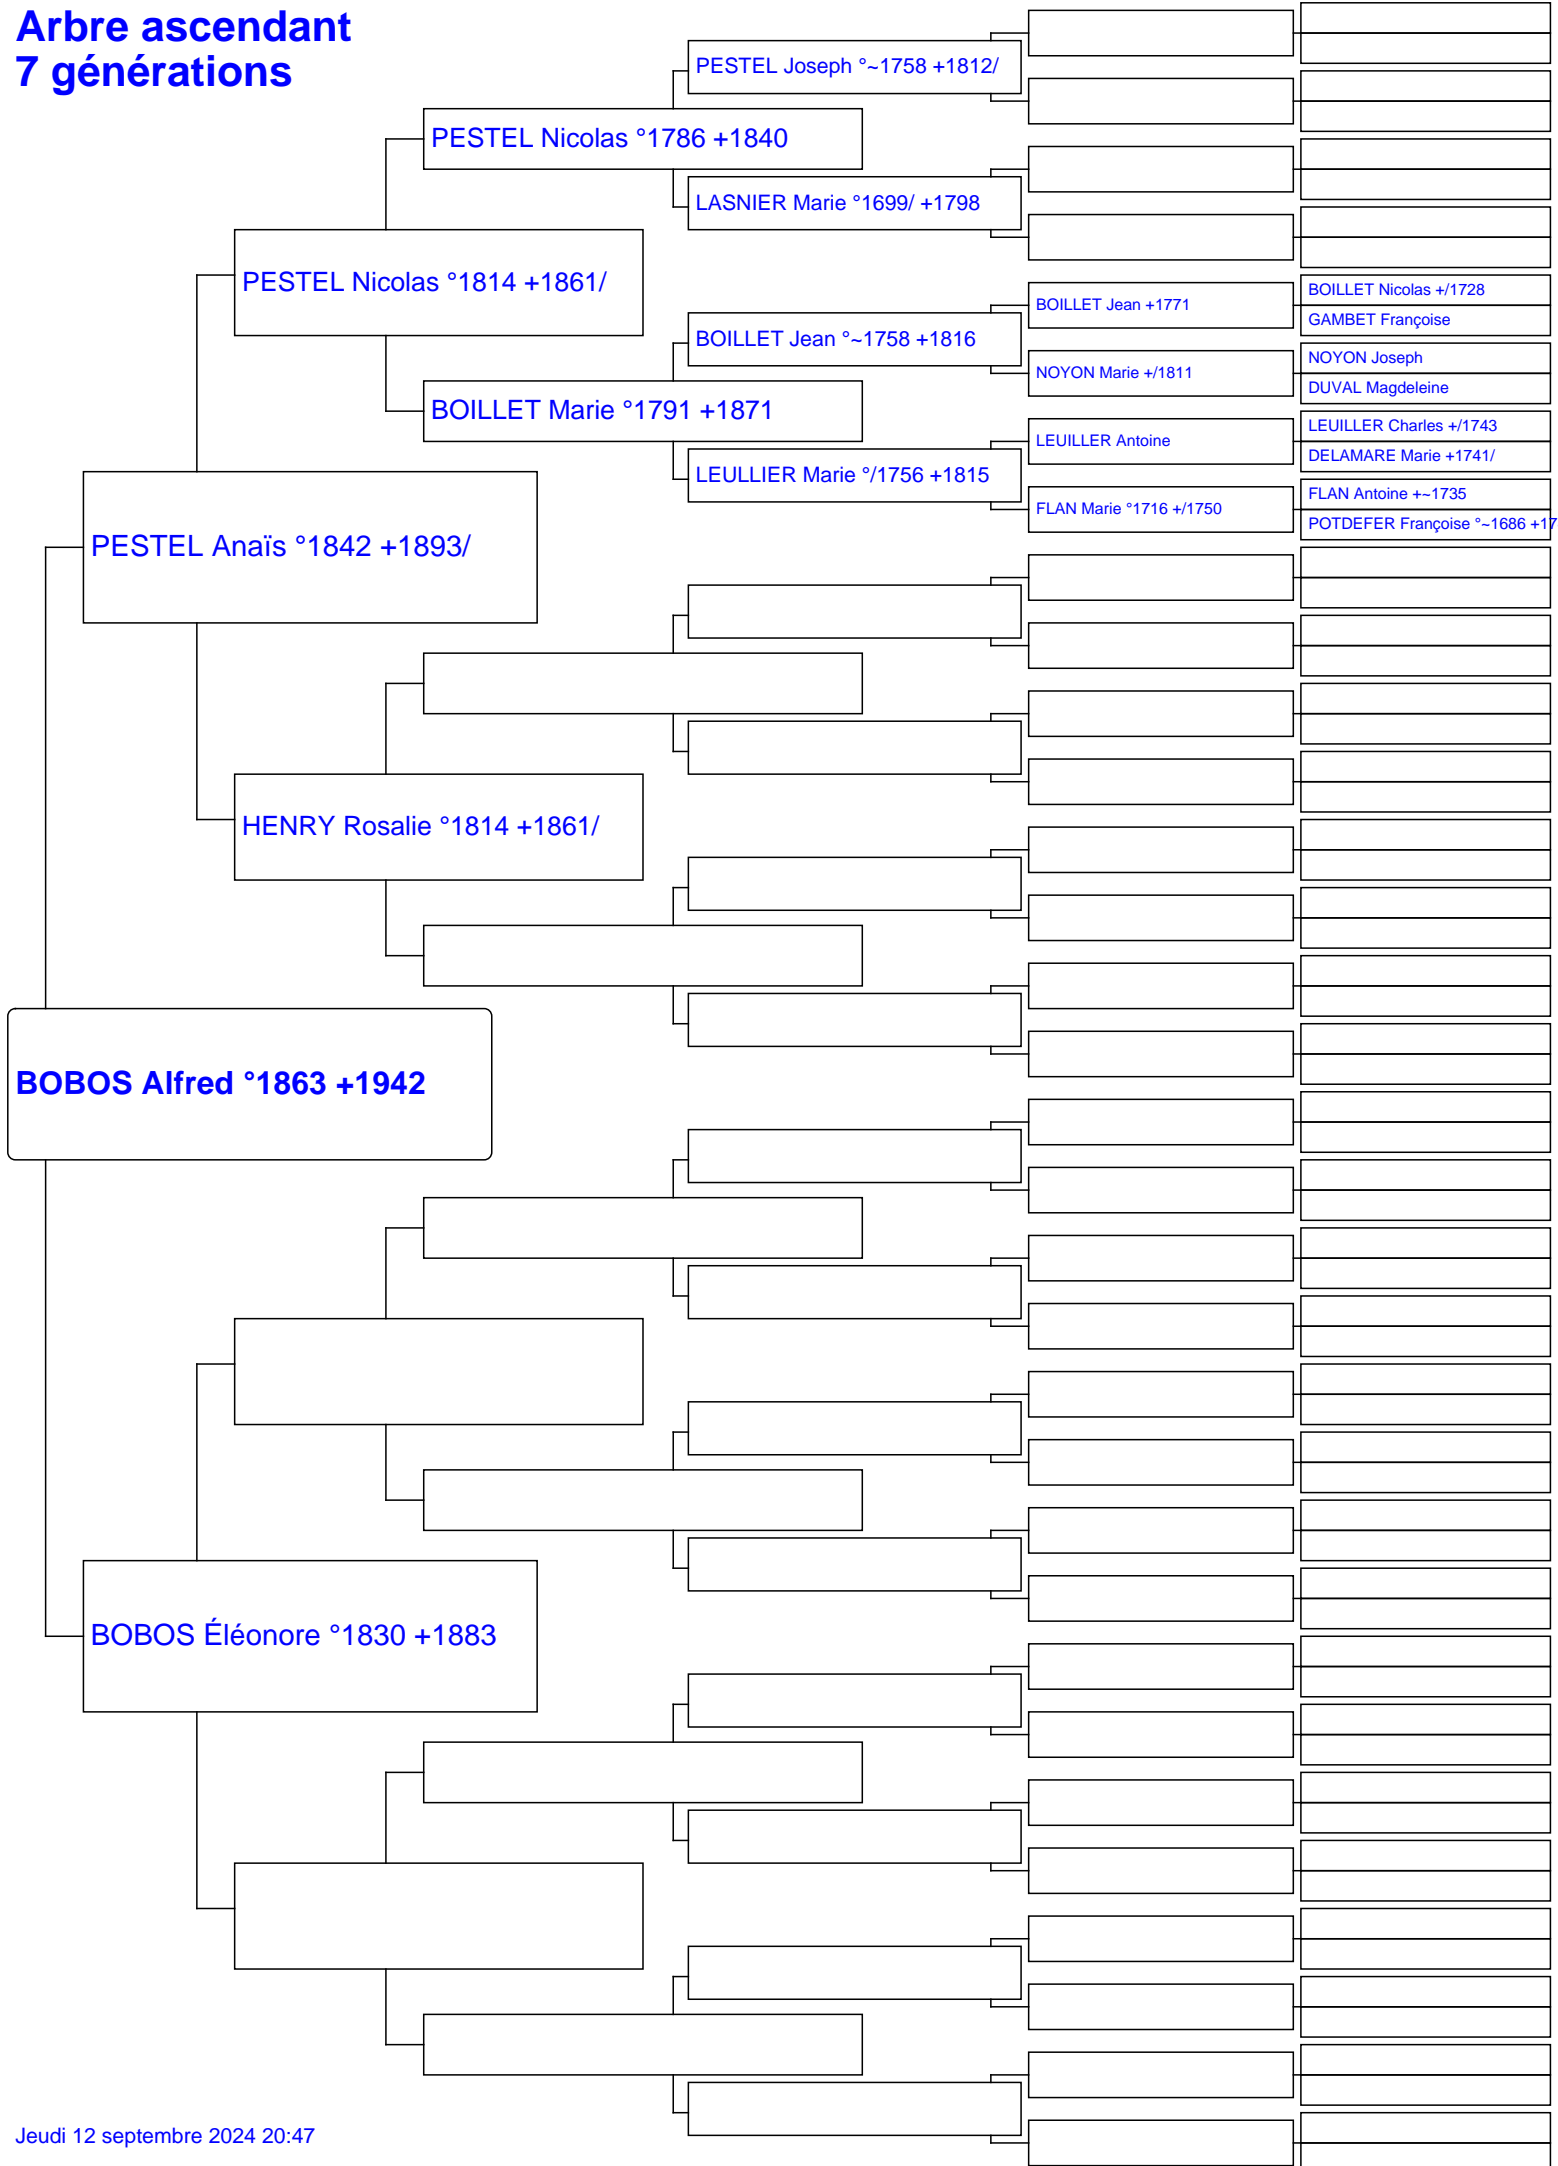 Arbre ascendant
7 générations
PESTEL Joseph °~1758 +1812/
PESTEL Nicolas °1786 +1840
LASNIER Marie °1699/ +1798
PESTEL Nicolas °1814 +1861/
BOILLET Nicolas +/1728
BOILLET Jean +1771
GAMBET Françoise
BOILLET Jean °~1758 +1816
NOYON Joseph
NOYON Marie +/1811
DUVAL Magdeleine
BOILLET Marie °1791 +1871
LEUILLER Charles +/1743
LEUILLER Antoine
DELAMARE Marie +1741/
LEULLIER Marie °/1756 +1815
FLAN Antoine +~1735
FLAN Marie °1716 +/1750
POTDEFER Françoise °~1686 +17
PESTEL Anaïs °1842 +1893/
HENRY Rosalie °1814 +1861/
BOBOS Alfred °1863 +1942
BOBOS Éléonore °1830 +1883
Jeudi 12 septembre 2024 20:47